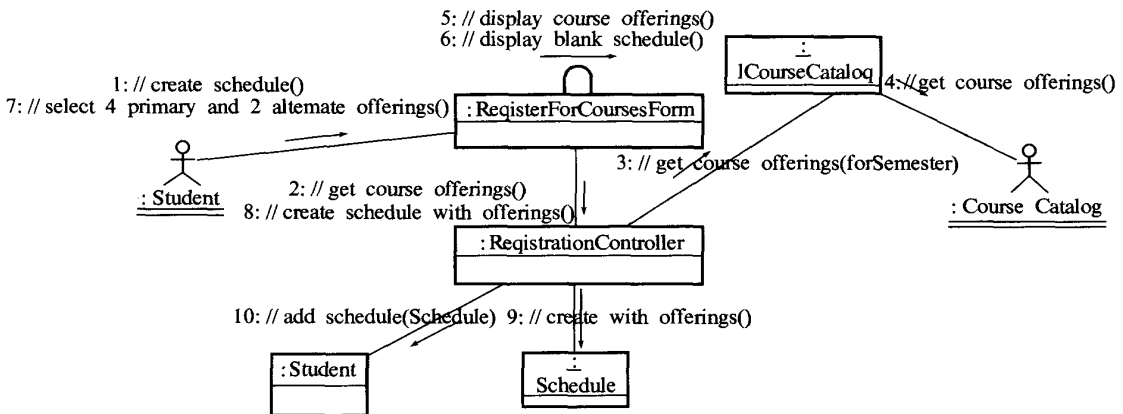 5: // display course offerings()
6: // display blank schedule()
:
ICourseCatalog
1: // create schedule()
4: // get course offerings()
7: // select 4 primary and 2 alternate offerings()
: RegisterForCoursesForm
3: // get course offerings(forSemester)
2: // get course offerings()
: Student
8: // create schedule with offerings()
: Course Catalog
: RegistrationController
10: // add schedule(Schedule)
9: // create with offerings()
: Student
:
Schedule